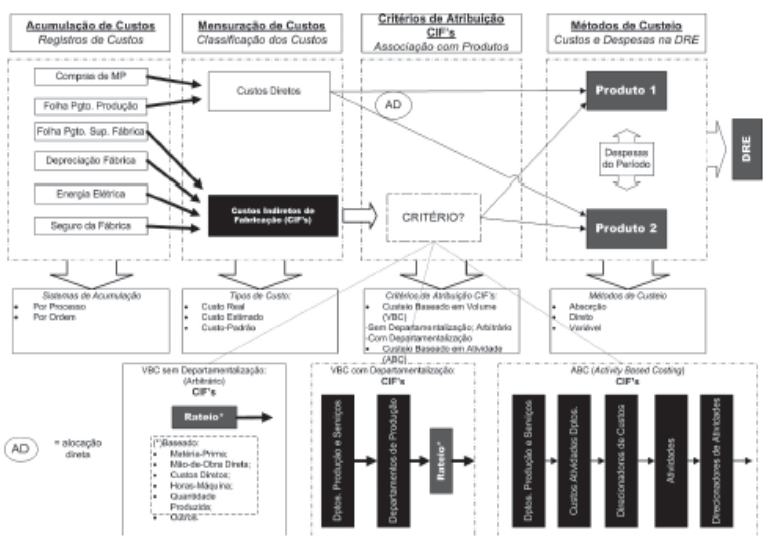 Acumulação de Custos
Registros de Custos
Mensuração de Custos
Classificação dos Custos
Critérios de Atribuição
CIF's
Associação com Produtos
Métodos de Custeio
Custos e Despesas na DRE
Compras de MP
Folha Pgto. Produção
Folha Pgto. Sup. Fábrica
Depreciação Fábrica
Energia Elétrica
Seguro da Fábrica
Custos Diretos
Custos Indiretos de
Fabricação (CIF's)
AD
CRITÉRIO?
Produto 1
Despesas
do Período
Produto 2
DRE
Sistemas de Acumulação
• Por Processo
• Por Ordem
Tipos de Custo:
• Custo Real
• Custo Estimado
• Custo-Padrão
Critérios de Atribuição CIF's:
• Custeio Baseado em Volume
(VBC)
-Sem Departamentalização; Arbitrário
-Com Departamentalização
• Custeio Baseado em Atividade
(ABC)
Métodos de Custeio
• Absorção
• Direto
• Variável
VBC sem Departamentalização:
(Arbitrário)
CIF's
Rateio*
(*)Baseado:
• Matéria-Prima;
• Mão-de-Obra Direta;
• Custos Diretos;
• Horas-Máquina;
• Quantidade
Produzida;
• Outros.
AD
= alocação
direta
VBC com Departamentalização:
CIF's
Dptos. Produção e Serviços
Departamentos de Produção
Rateio*
ABC (Activity Based Costing)
CIF's
Dptos. Produção e Serviços
Custos Atividades Dptos.
Direcionadores de Custos
Atividades
Direcionadores de Atividades